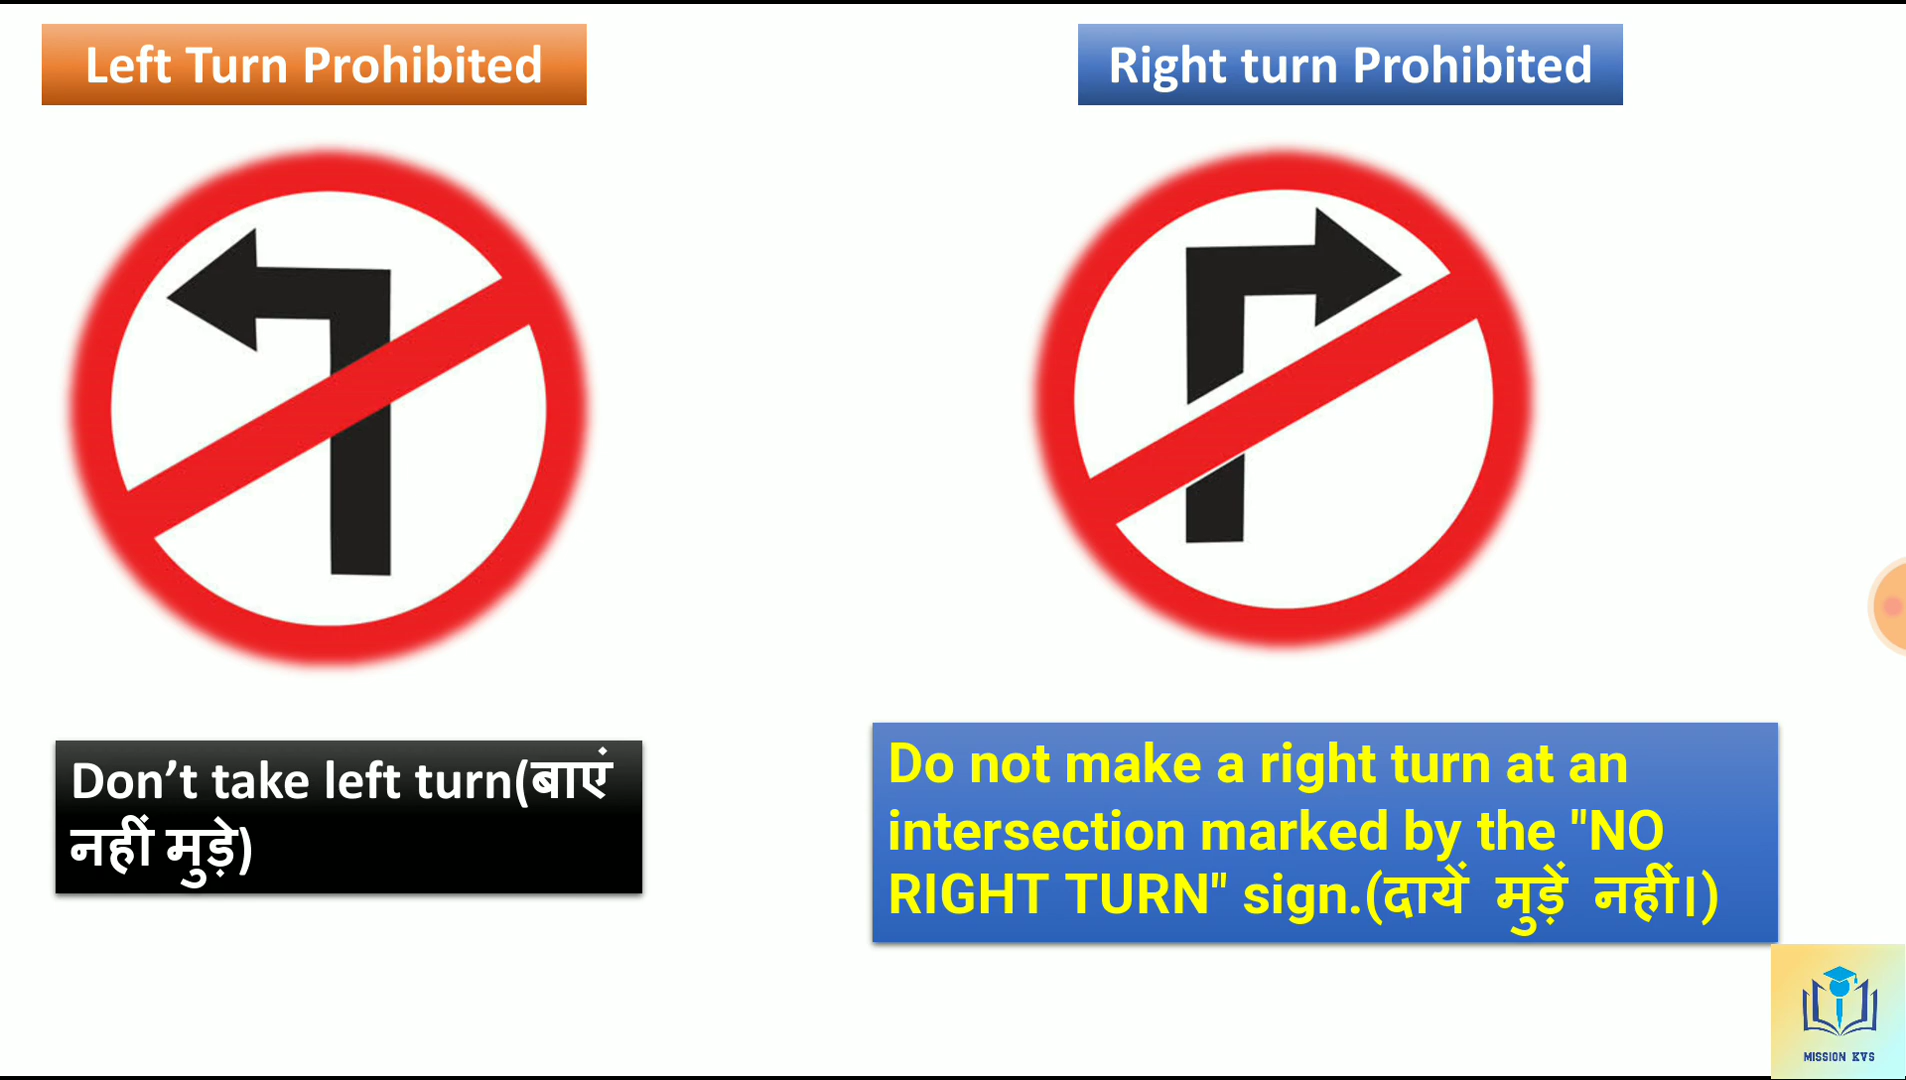 Left Turn Prohibited
Right turn Prohibited
Don’t take left turn(बाएं
नहीं मुड़े)
Do not make a right turn at an
intersection marked by the "NO
RIGHT TURN" sign.(दायें मुड़ें नहीं।)
MISSION KVS